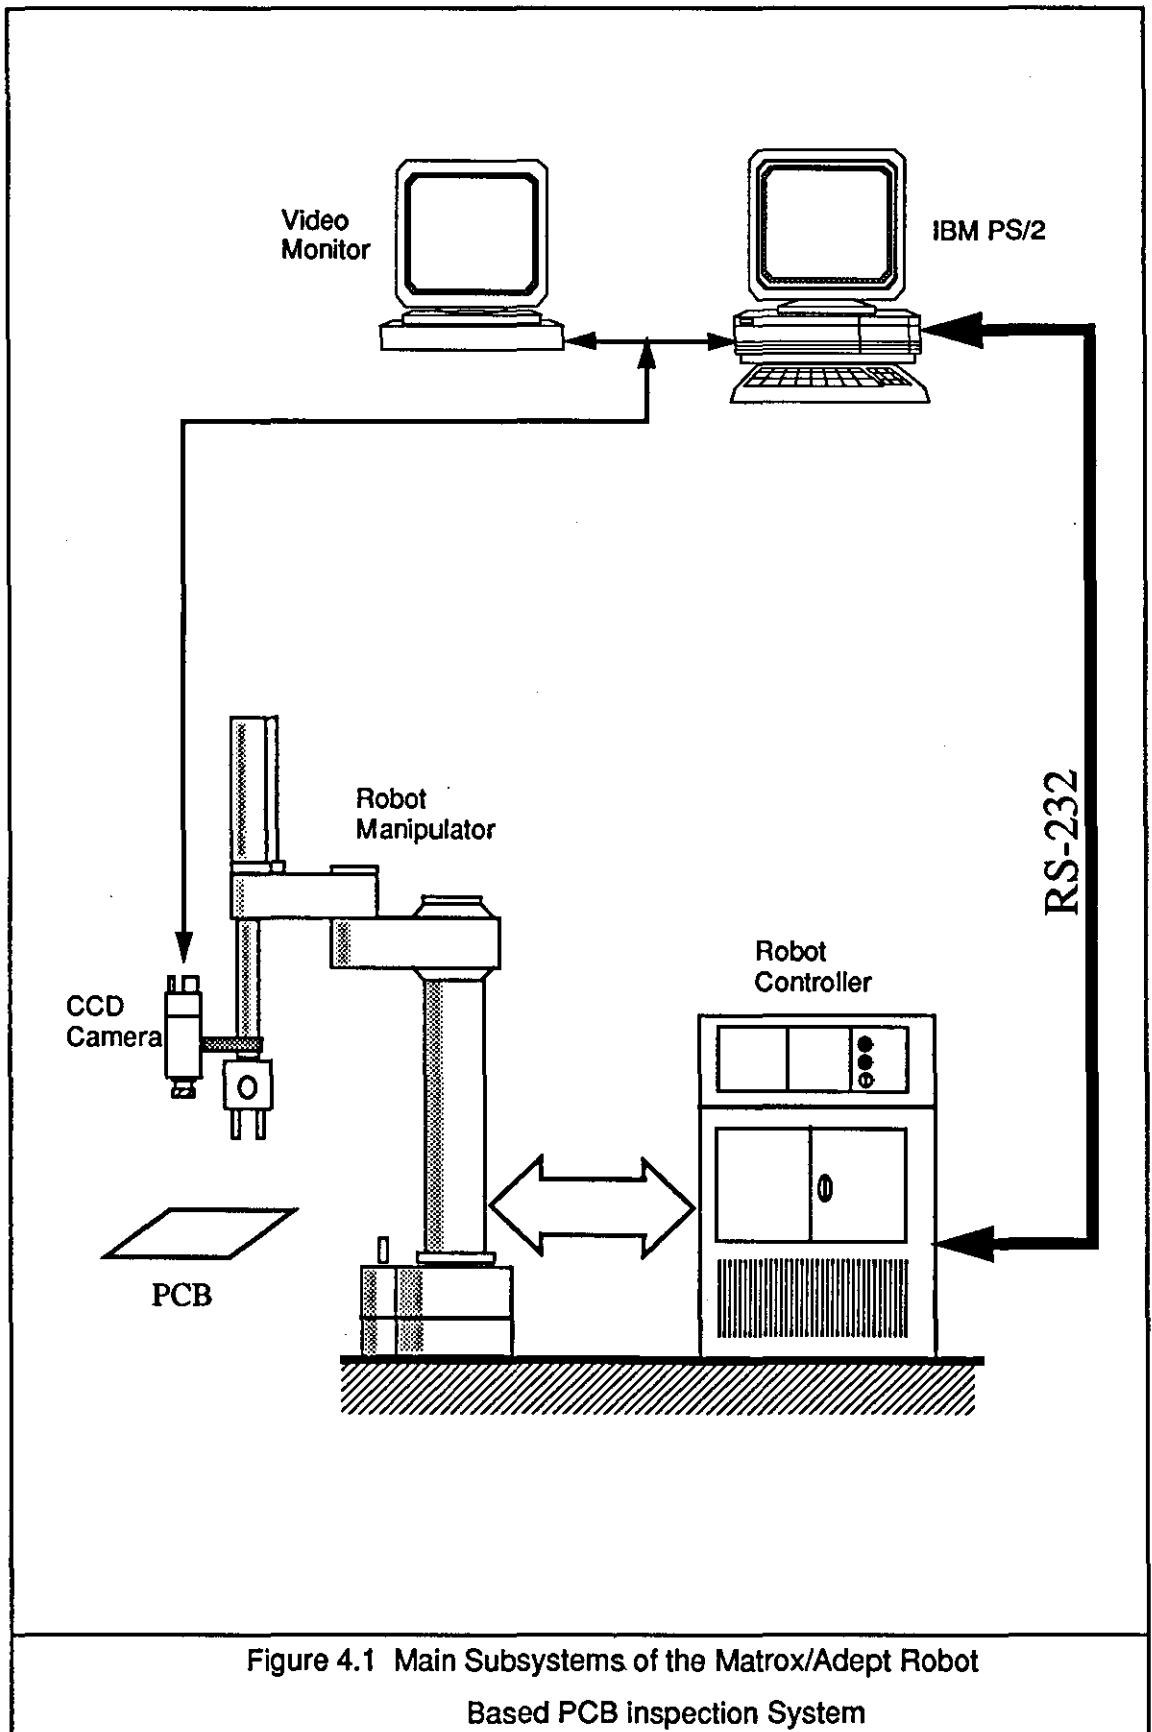 Video
Monitor
IBM PS/2
Robot
Manipulator
RS-232
Robot
Controller
CCD
Camera
PCB
Figure 4.1 Main Subsystems of the Matrox/Adept Robot
Based PCB inspection System